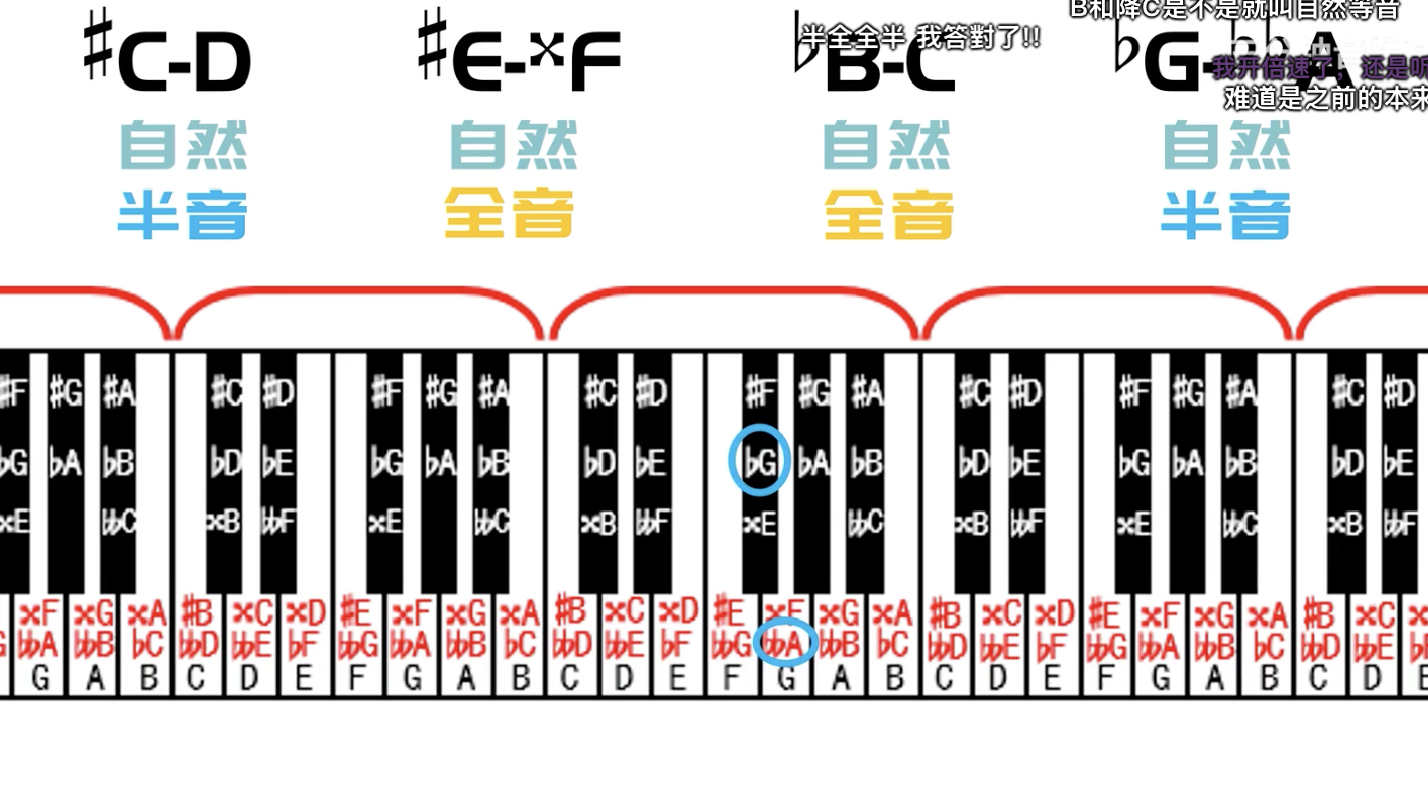 B和降C是不是就叫自然等音
半全全半 我答對了!!
♯C-D ♯E-𝄪F ♭B-C ♭G-♭♭A
我开倍速了，还是听
难道是之前的本来
自然 自然 自然 自然
半音 全音 全音 半音
♯F ♯G ♯A ♯C ♯D ♯F ♯G ♯A ♯C ♯D ♯F ♯G ♯A ♯C ♯D ♯F ♯G ♯A ♯C ♯D
♭G ♭A ♭B ♭D ♭E ♭G ♭A ♭B ♭D ♭E ♭G ♭A ♭B ♭D ♭E ♭G ♭A ♭B ♭D ♭E
𝄪E ♭♭C 𝄪B ♭♭F 𝄪E ♭♭C 𝄪B ♭♭F 𝄪E ♭♭C 𝄪B ♭♭F 𝄪E ♭♭C 𝄪B ♭♭F
𝄪F 𝄪G 𝄪A ♯B 𝄪C 𝄪D ♯E 𝄪F 𝄪G 𝄪A ♯B 𝄪C 𝄪D ♯E 𝄪F 𝄪G 𝄪A ♯B 𝄪C 𝄪D ♯E 𝄪F 𝄪G 𝄪A ♯B 𝄪C
♭♭A ♭♭B ♭C ♭♭D ♭♭E ♭F ♭♭G ♭♭A ♭♭B ♭C ♭♭D ♭♭E ♭F ♭♭G ♭♭A ♭♭B ♭C ♭♭D ♭♭E ♭F ♭♭G ♭♭A ♭♭B ♭C ♭♭D ♭♭E
G A B C D E F G A B C D E F G A B C D E F G A B C D E